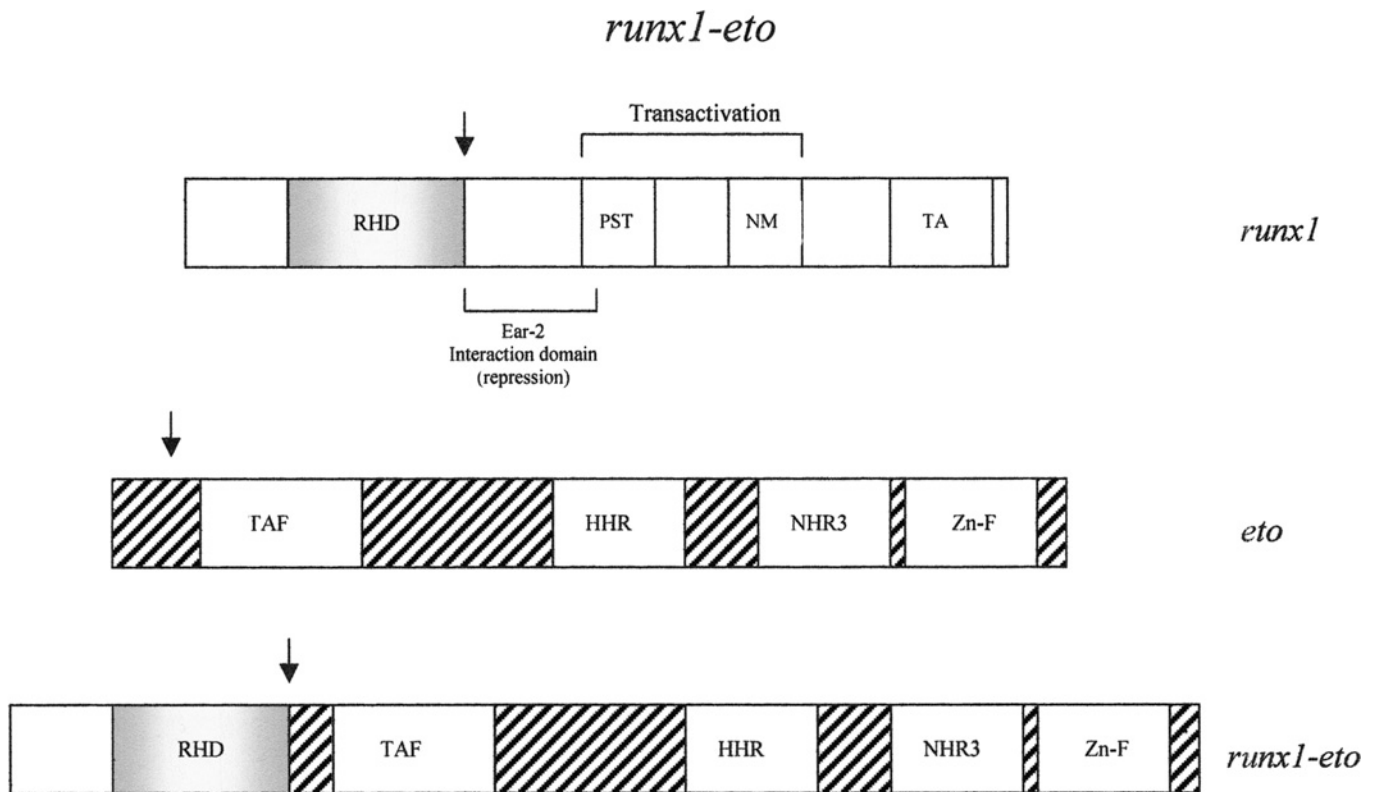 runx1-eto
Transactivation
RHD PST NM TA
runx1
Ear-2
Interaction domain
(repression)
TAF HHR NHR3 Zn-F
eto
RHD TAF HHR NHR3 Zn-F
runx1-eto